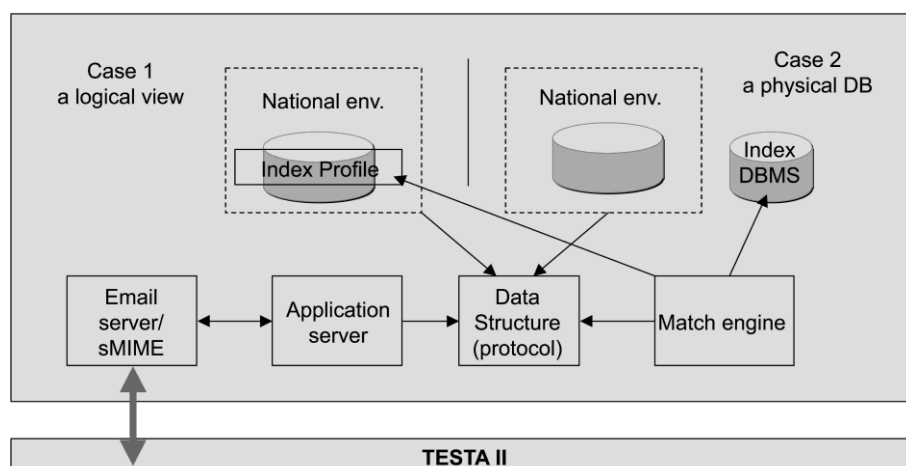 Case 1
a logical view
National env.
Index Profile
National env.
Case 2
a physical DB
Index
DBMS
Email
server/
sMIME
Application
server
Data
Structure
(protocol)
Match engine
TESTA II